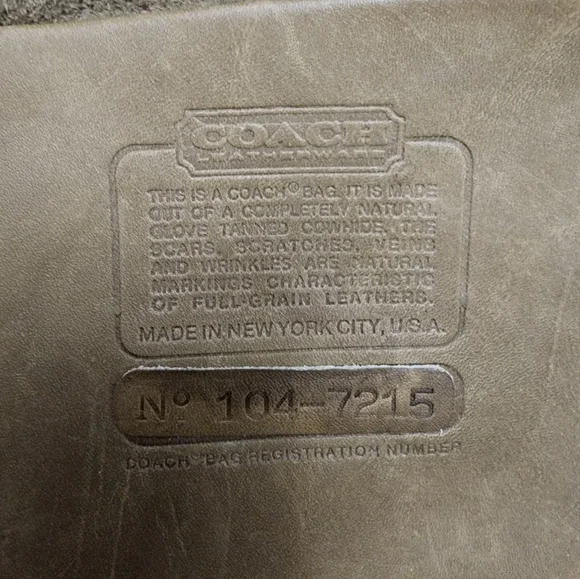 COACH
LEATHERWARE
THIS IS A COACH® BAG. IT IS MADE
OUT OF A COMPLETELY NATURAL
GLOVE TANNED COWHIDE. THE
SCARS, SCRATCHES, VEINS
AND WRINKLES ARE NATURAL
MARKINGS CHARACTERISTIC
OF FULL-GRAIN LEATHERS.
MADE IN NEW YORK CITY, U.S.A.
Nº 104-7215
COACH® BAG REGISTRATION NUMBER